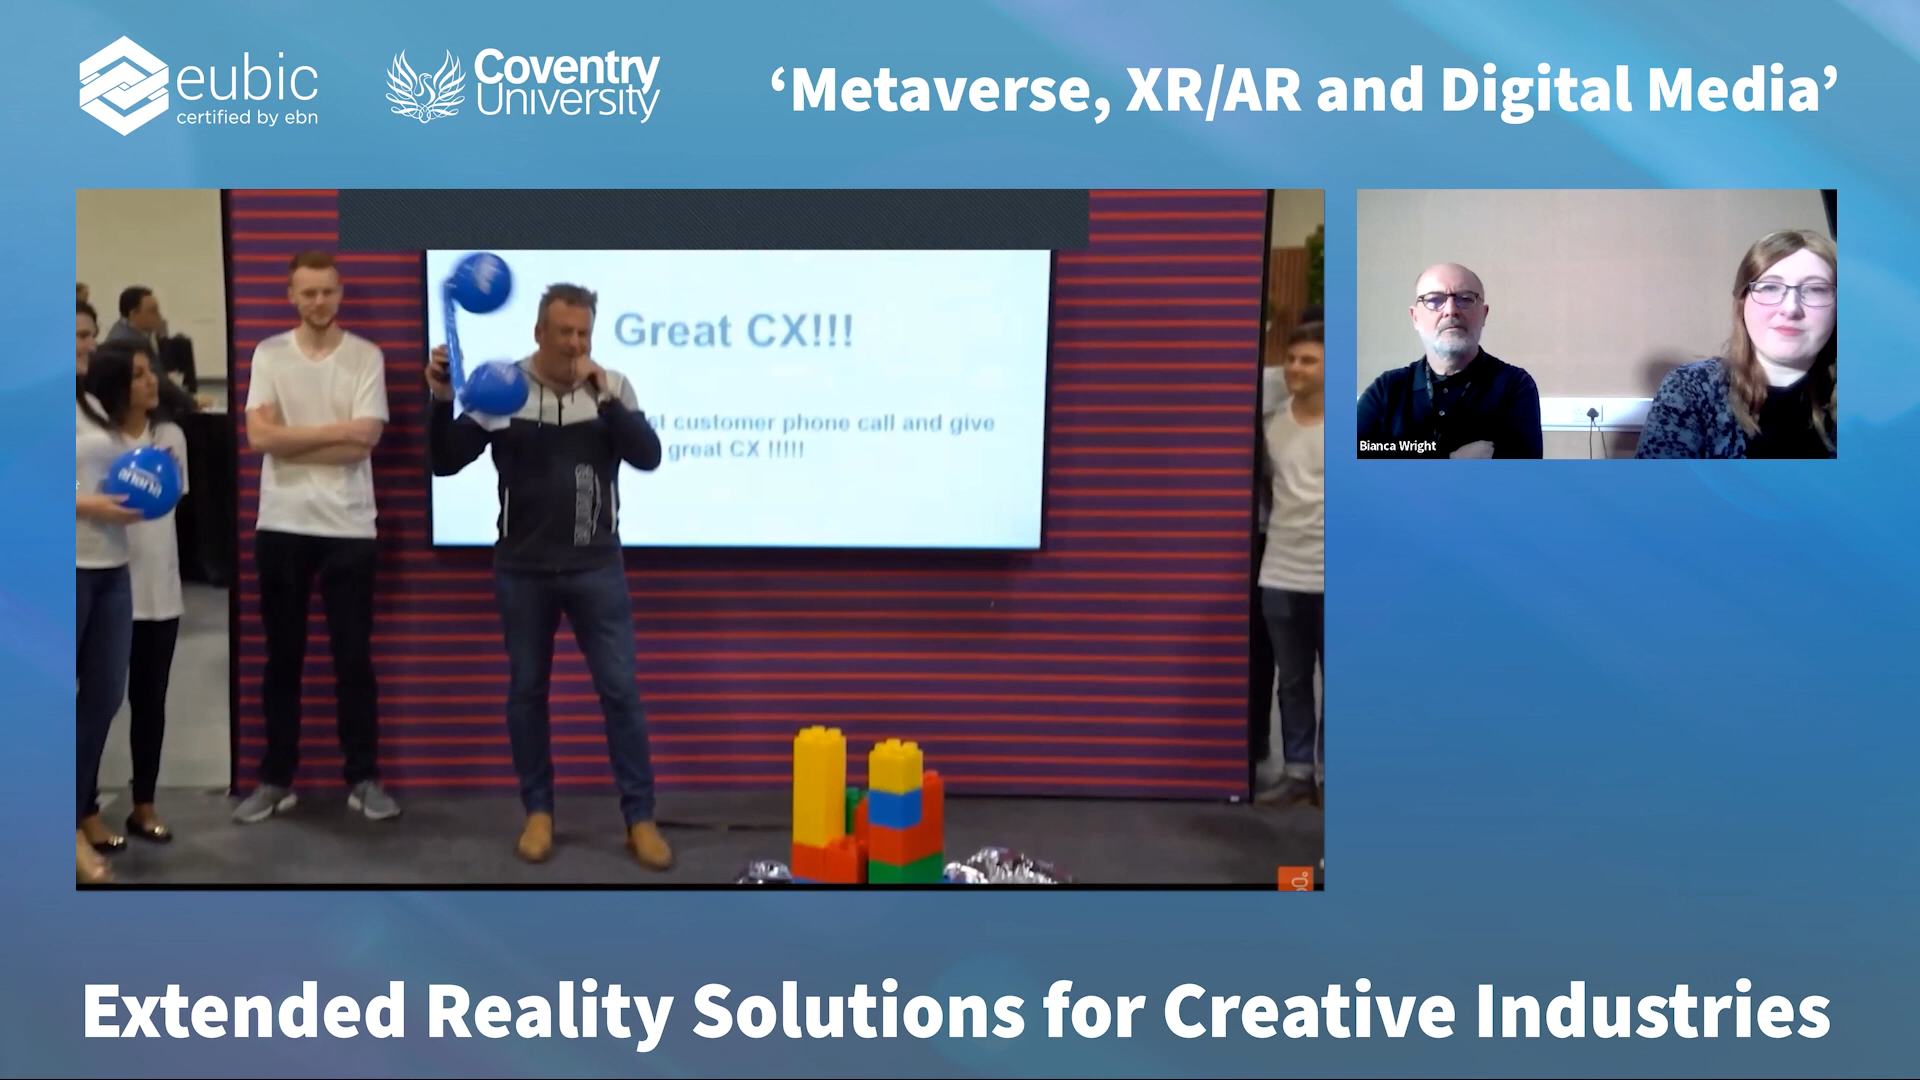 eubic
certified by ebn
Coventry
University
‘Metaverse, XR/AR and Digital Media’
Great CX!!!
customer phone call and give
great CX !!!!!
Bianca Wright
Extended Reality Solutions for Creative Industries